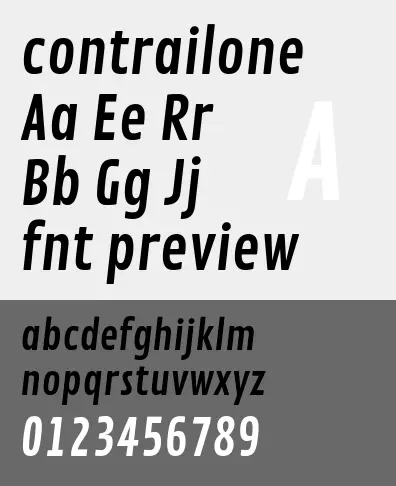 contrailone
Aa Ee Rr
A
Bb Gg Jj
fnt preview
abcdefghijklm
nopqrstuvwxyz
0123456789